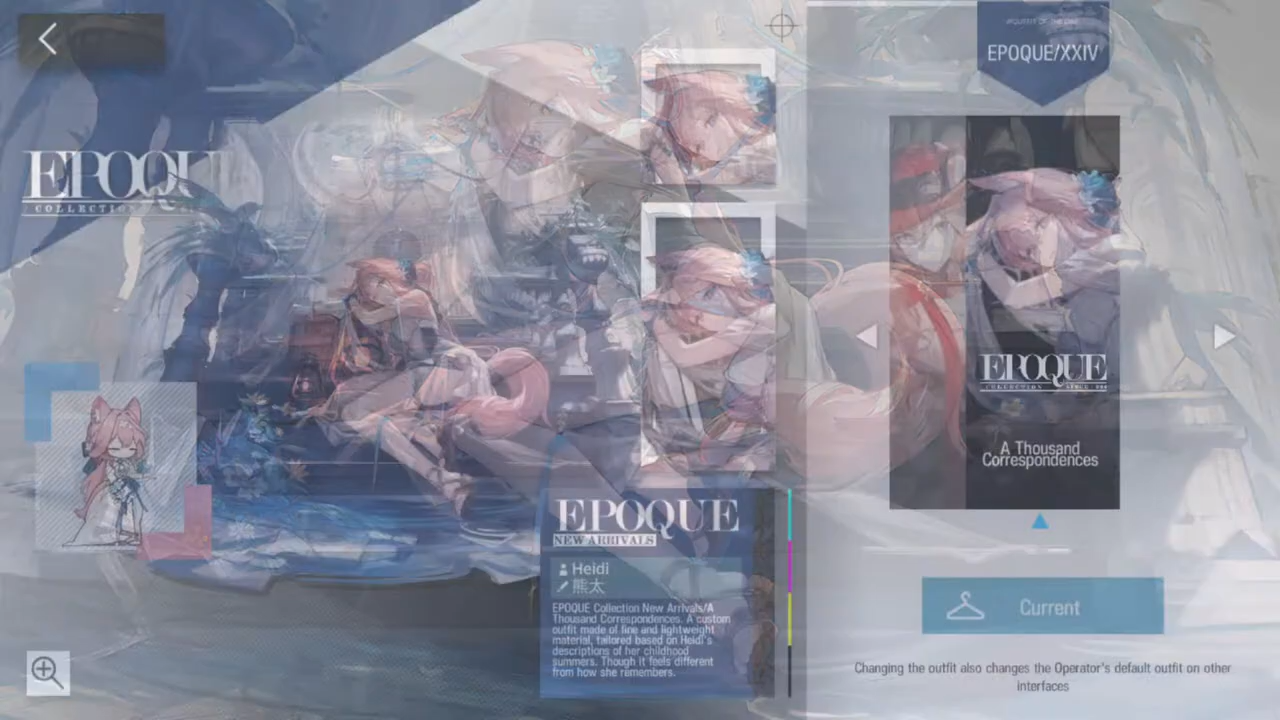 EPOQU
COLLECTION
EPOQUE/XXIV
EPOQUE
COLLECTION
A Thousand
Correspondences
EPOQUE
NEW ARRIVALS
Heidi
熊太
EPOQUE Collection New Arrivals/A
Thousand Correspondences. A custom
outfit made of fine and lightweight
material, tailored based on Heidi's
descriptions of her childhood
summers. Though it feels different
from how she remembers.
Current
Changing the outfit also changes the Operator's default outfit on other
interfaces